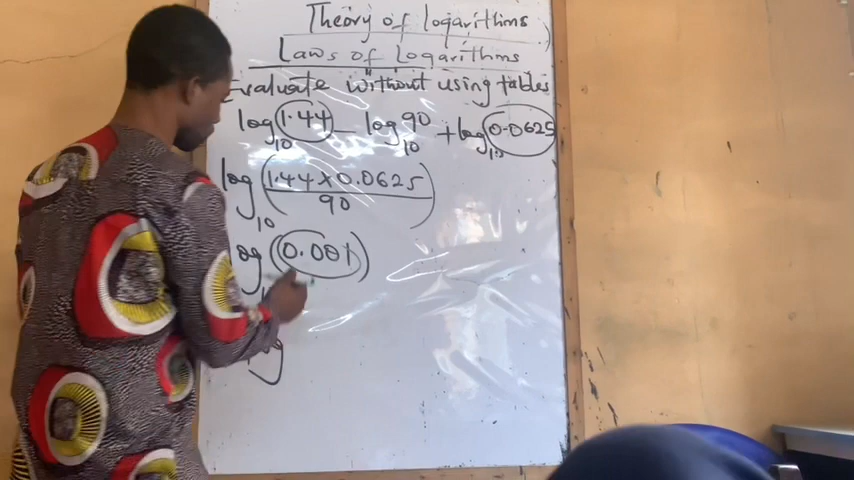 Theory of logarithms
Laws of Logarithms
Evaluate without using tables
log₁₀ 1.44 - log₁₀ 90 + log₁₀ 0.0625
log₁₀ (1.44 x 0.0625 / 90)
log (0.001)